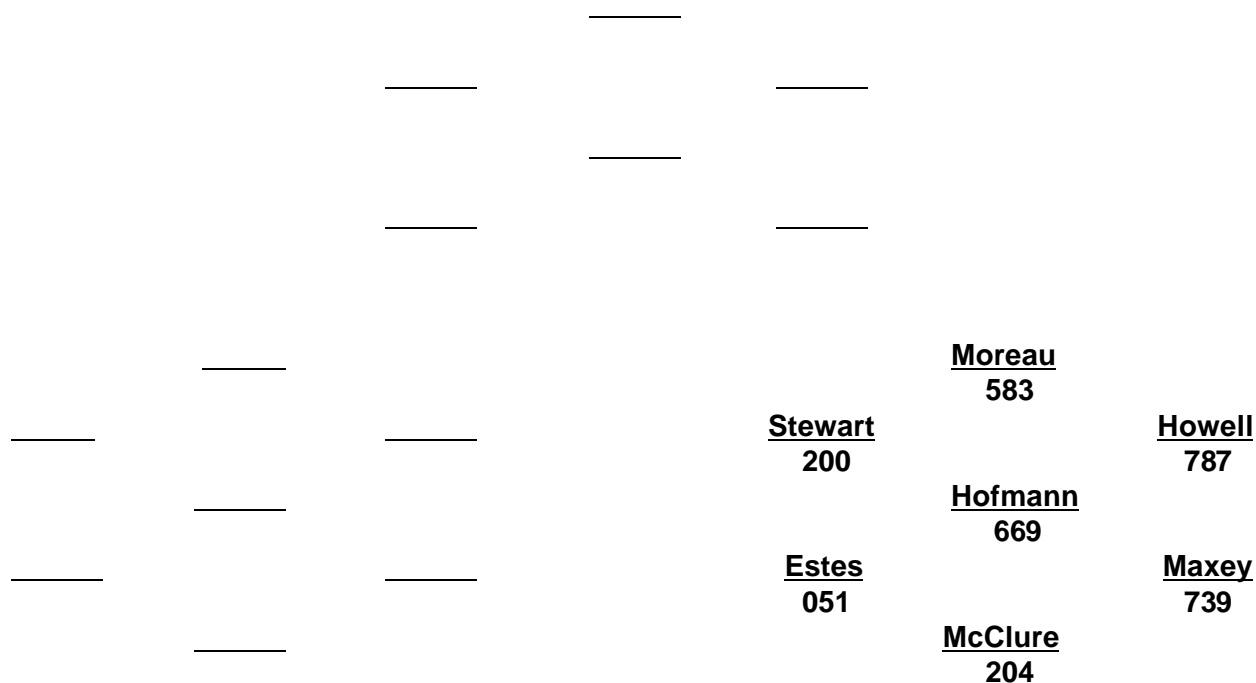 Moreau
583
Stewart Howell
200 787
Hofmann
669
Estes Maxey
051 739
McClure
204